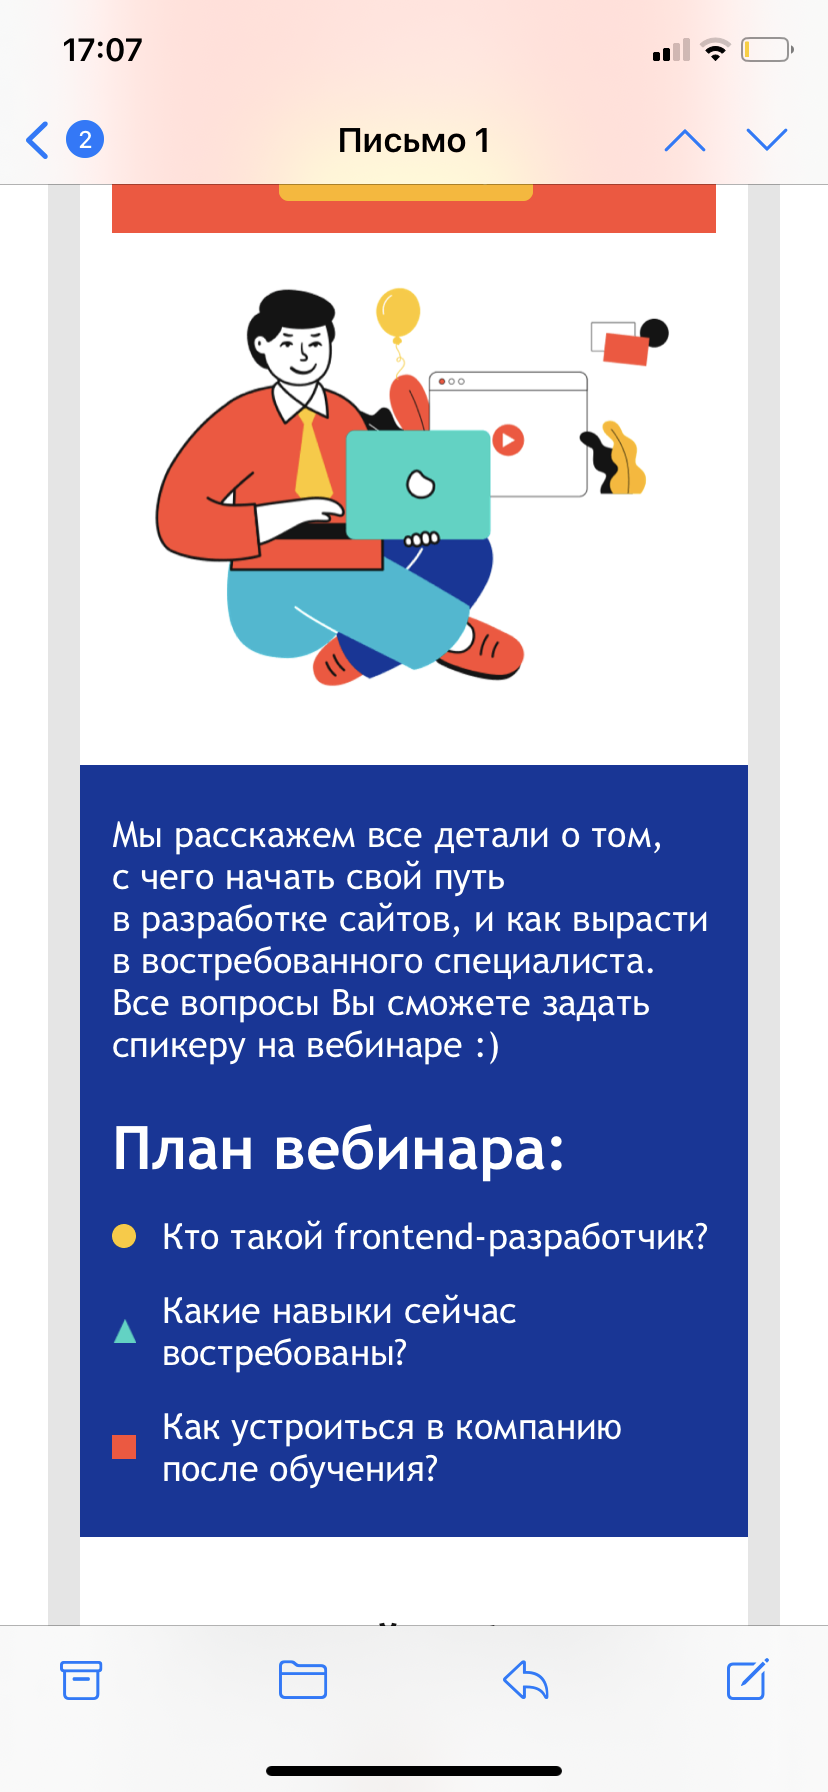 17:07
2
Письмо 1
Мы расскажем все детали о том,
с чего начать свой путь
в разработке сайтов, и как вырасти
в востребованного специалиста.
Все вопросы Вы сможете задать
спикеру на вебинаре :)
План вебинара:
Кто такой frontend-разработчик?
Какие навыки сейчас
востребованы?
Как устроиться в компанию
после обучения?